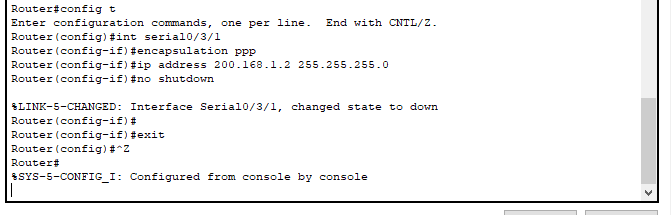 Router#config t
Enter configuration commands, one per line.  End with CNTL/Z.
Router(config)#int serial0/3/1
Router(config-if)#encapsulation ppp
Router(config-if)#ip address 200.168.1.2 255.255.255.0
Router(config-if)#no shutdown
%LINK-5-CHANGED: Interface Serial0/3/1, changed state to down
Router(config-if)#
Router(config-if)#exit
Router(config)#^Z
Router#
%SYS-5-CONFIG_I: Configured from console by console